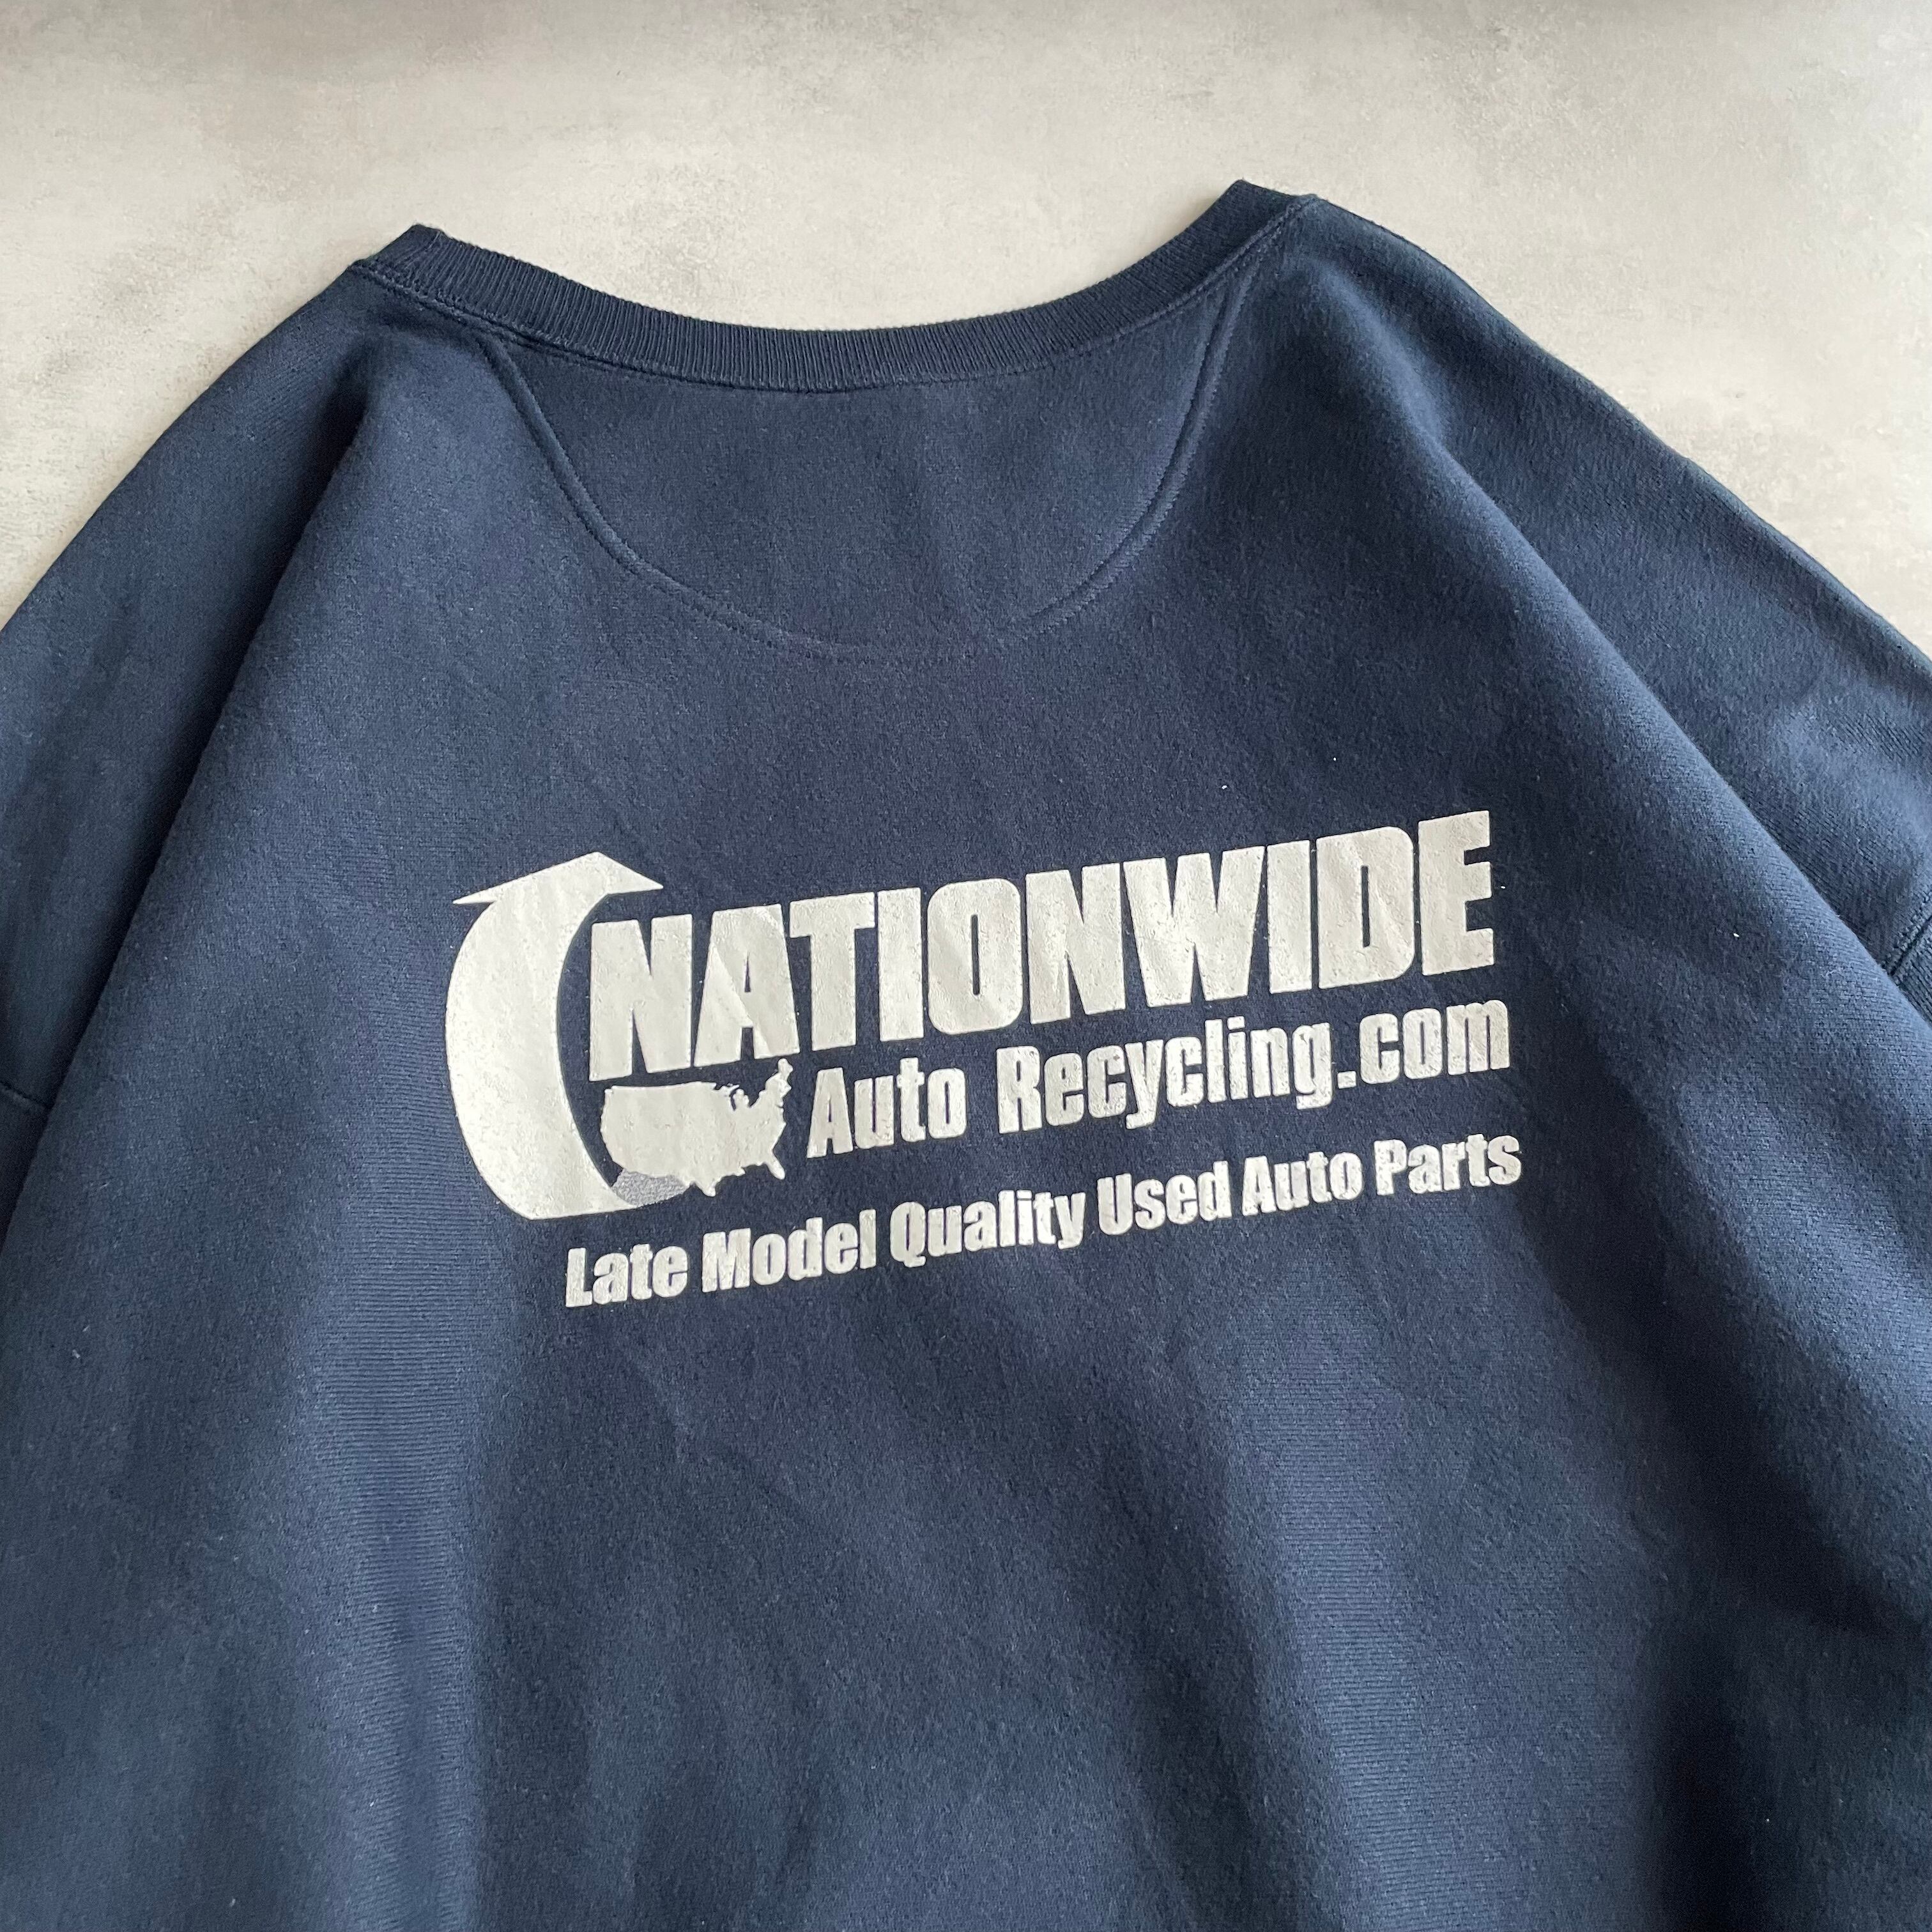 NATIONWIDE
Auto Recycling.com
Late Model Quality Used Auto Parts